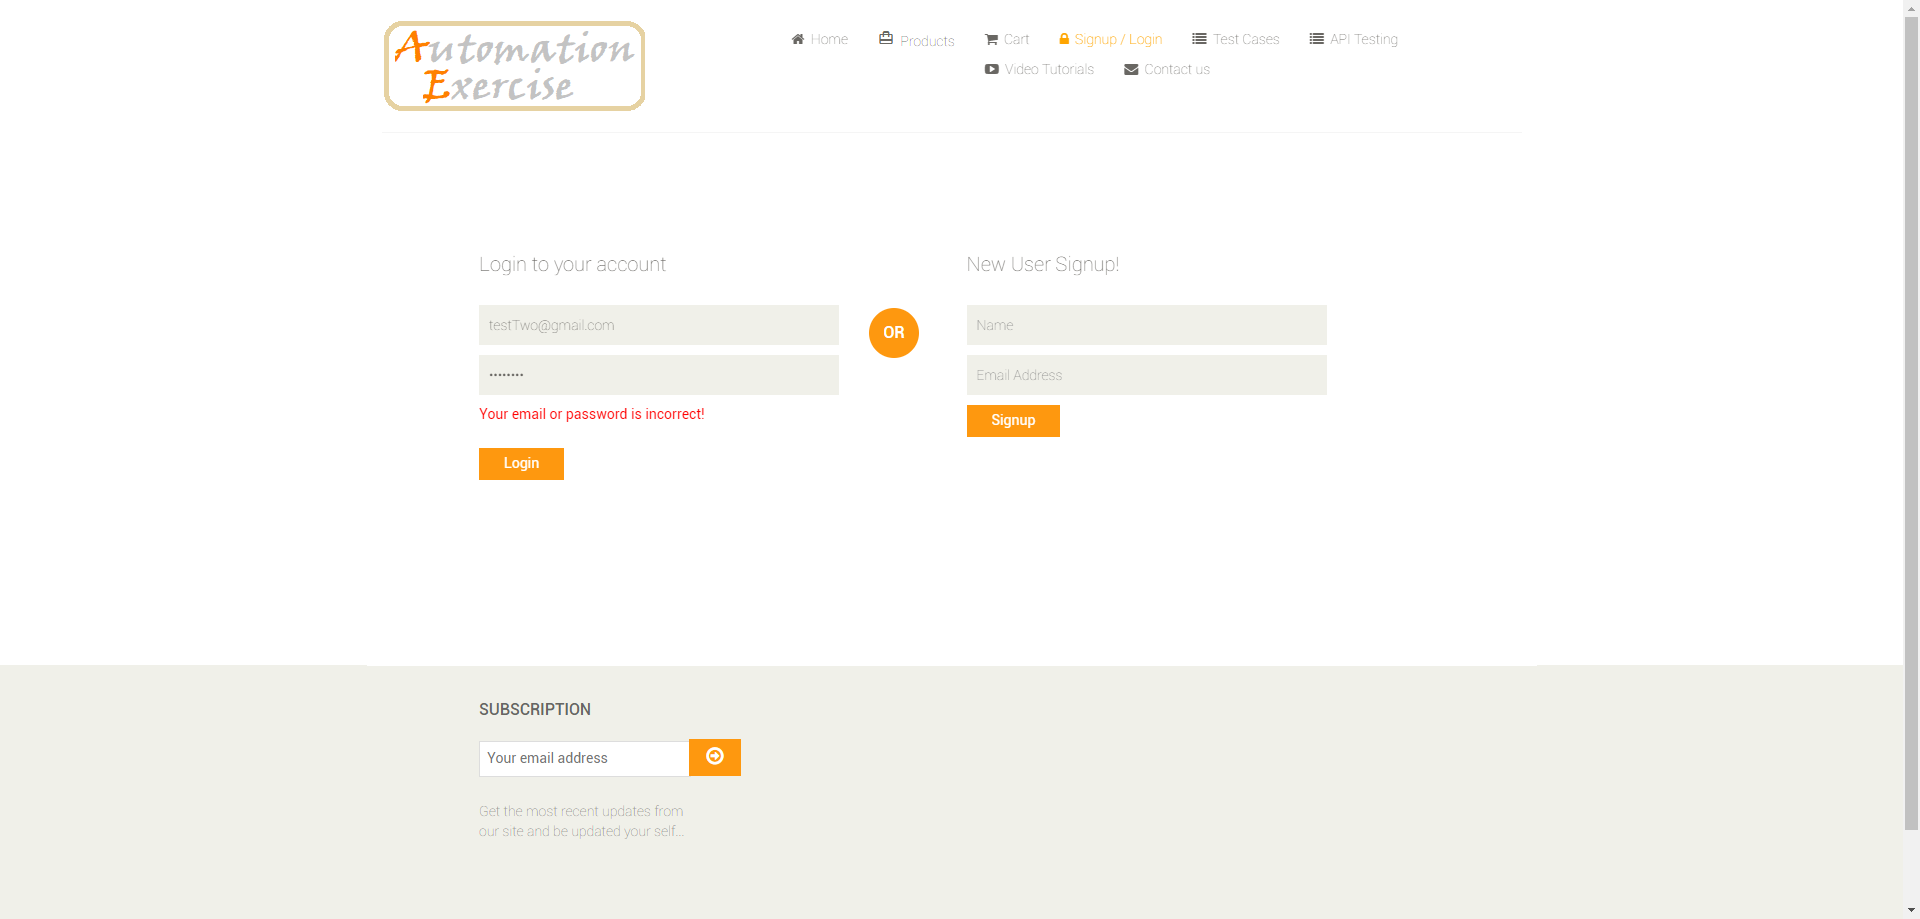 Automation
Exercise
Home
Products
Cart
Signup / Login
Test Cases
API Testing
Video Tutorials
Contact us
Login to your account
New User Signup!
testTwo@gmail.com
OR
Name
••••••••
Email Address
Your email or password is incorrect!
Signup
Login
SUBSCRIPTION
Your email address
Get the most recent updates from
our site and be updated your self...